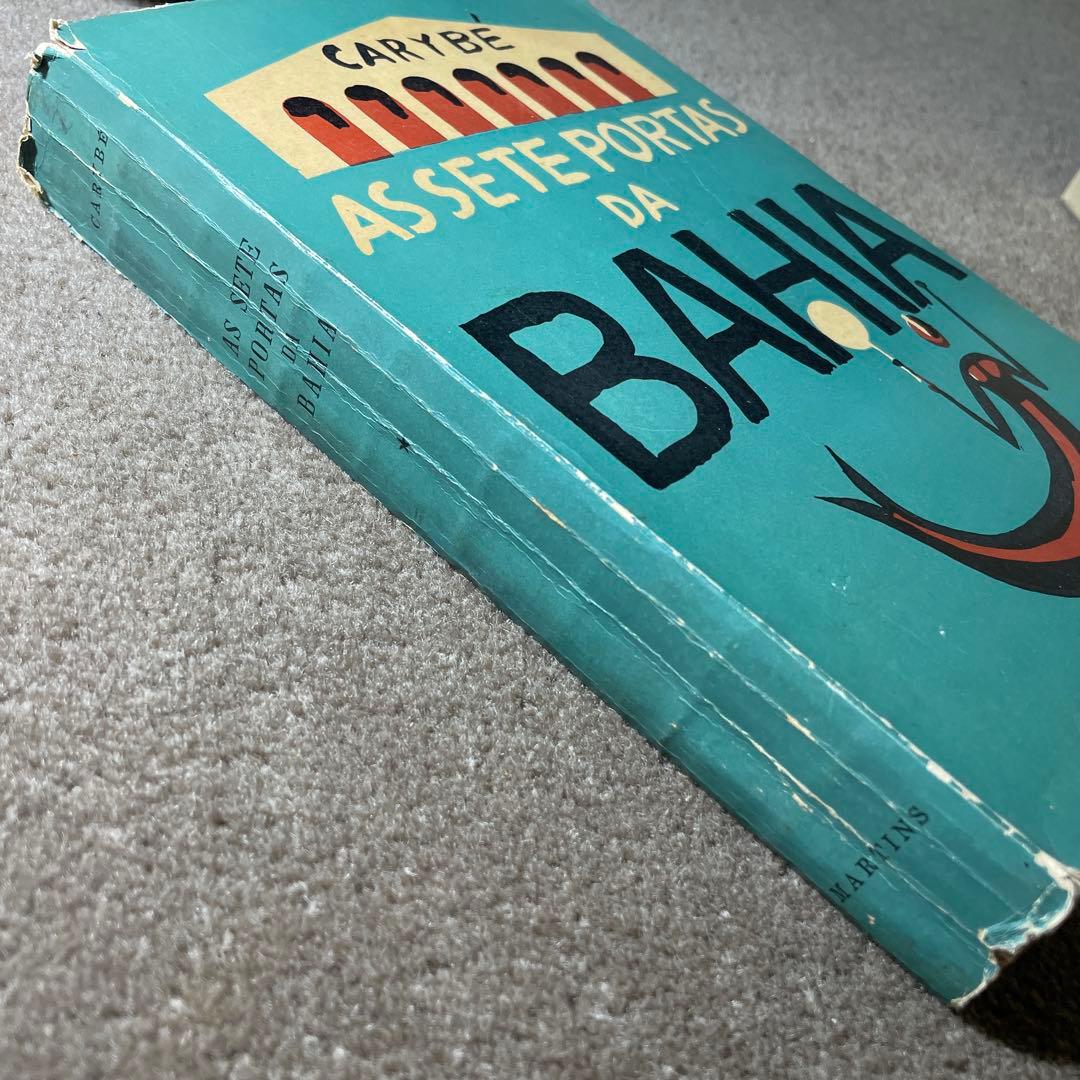 CARYBÉ
AS SETE PORTAS
DA
BAHIA
CARYBÉ
AS SETE
PORTAS
DA
BAHIA
*
MARTINS